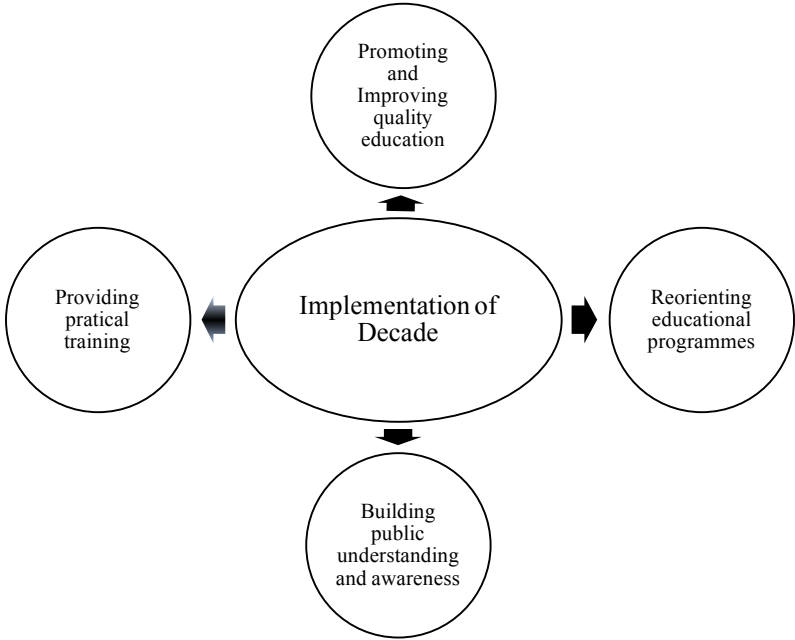 Promoting
and
Improving
quality
education
Providing
pratical
training
Implementation of
Decade
Reorienting
educational
programmes
Building
public
understanding
and awareness